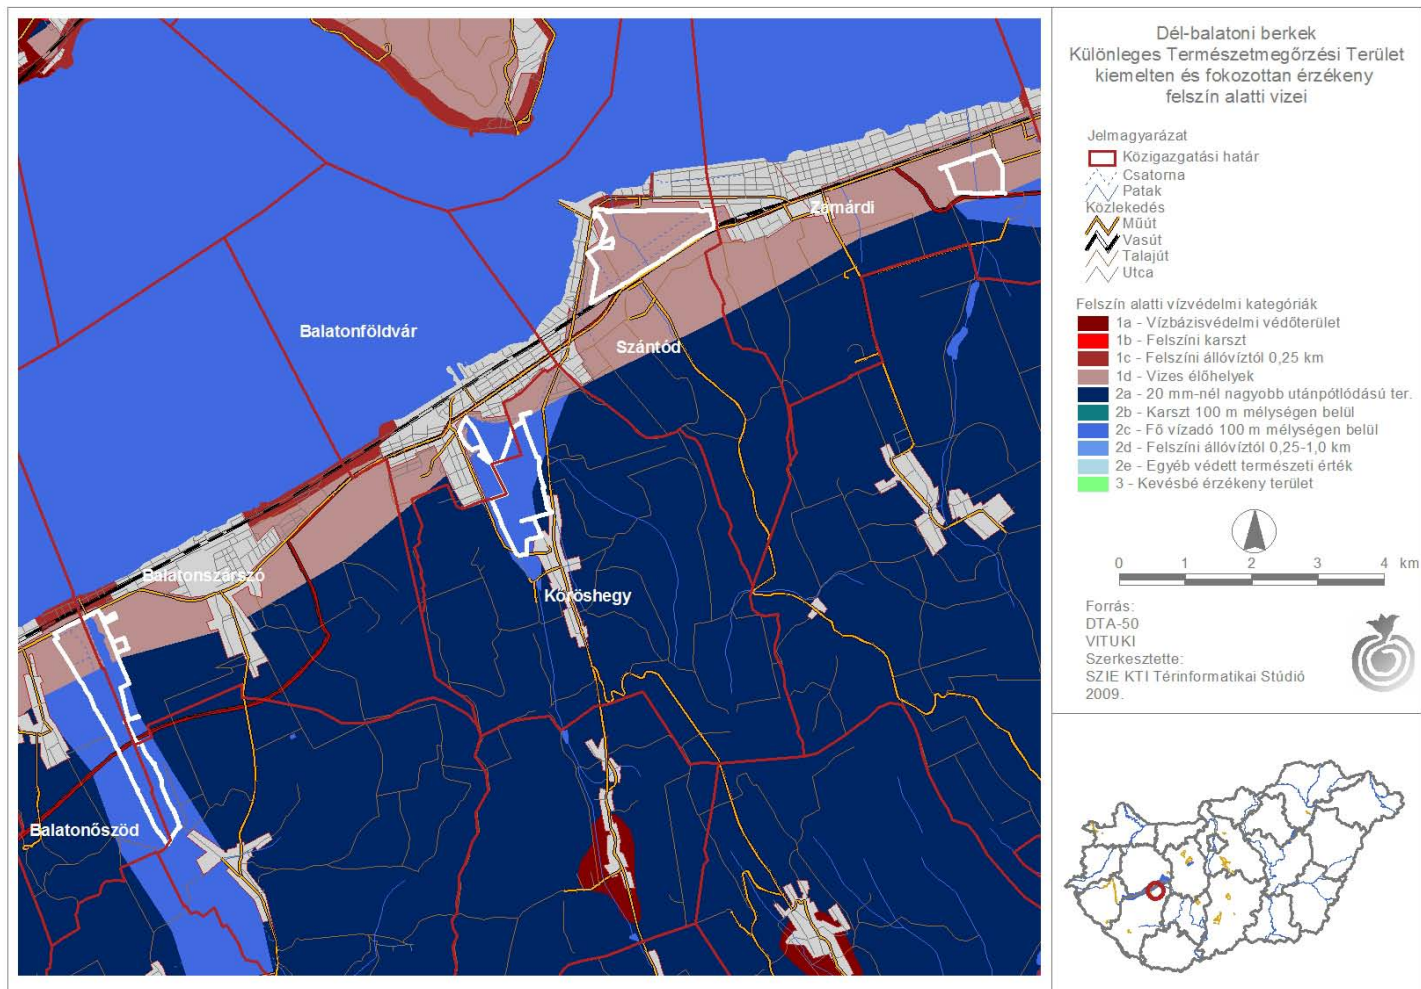 Dél-balatoni berkek
Különleges Természetmegőrzési Terület
kiemelten és fokozottan érzékeny
felszín alatti vizei
Jelmagyarázat
Közigazgatási határ
Csatorna
Patak
Közlekedés
Műút
Vasút
Talajút
Utca
Felszín alatti vízvédelmi kategóriák
1a - Vízbázisvédelmi védőterület
1b - Felszíni karszt
1c - Felszíni állóvíztól 0,25 km
1d - Vizes élőhelyek
2a - 20 mm-nél nagyobb utánpótlódású ter.
2b - Karszt 100 m mélységen belül
2c - Fő vízadó 100 m mélységen belül
2d - Felszíni állóvíztól 0,25-1,0 km
2e - Egyéb védett természeti érték
3 - Kevésbé érzékeny terület
0 1 2 3 4 km
Forrás:
DTA-50
VITUKI
Szerkesztette:
SZIE KTI Térinformatikai Stúdió
2009.
Zamárdi
Balatonföldvár
Szántód
Balatonszárszó
Kőröshegy
Balatonőszöd